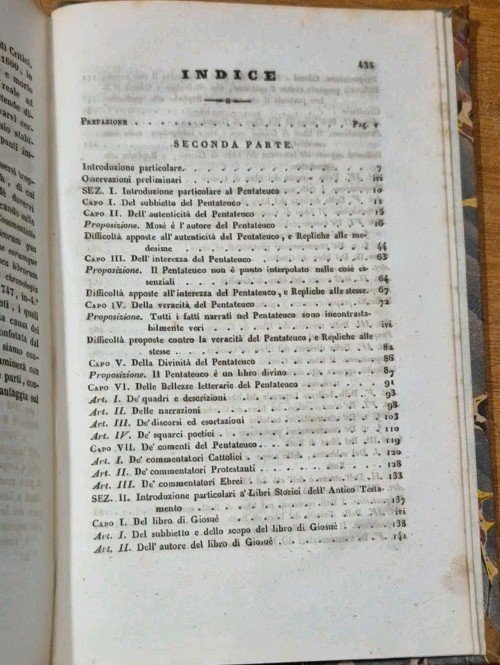 di Critici,
1600, in
e morto
reals ad
INDICE
435
PREFAZIONE . . . . . . . . . . . Pag. v
SECONDA PARTE
Introduzione particolare. . . . . . . . . . . 7
Osservazioni preliminari . . . . . . . . . . . ivi
SEZ. I. Introduzione particolare al Pentateuco . . . 10
CAPO I. Del subbietto del Pentateuco . . . . . . . 11
CAPO II. Dell' autenticità del Pentateuco . . . . . . 15
Proposizione. Mosè è l'autore del Pentateuco . . . . 16
Difficoltà apposte all'autenticità del Pentateuco, e Repliche alle me-
desime . . . . . . . . . . . 44
CAPO III. Dell' interezza del Pentateuco . . . . . . 63
Proposizione. Il Pentateuco non è punto interpolato nelle cose es-
senziali . . . . . . . . . . . 64
Difficoltà apposte all'interezza del Pentateuco, e Repliche alle stesse. 67
CAPO IV. Della veracità del Pentateuco . . . . . . 72
Proposizione. Tutti i fatti narrati nel Pentateuco sono incontrasta-
bilmente veri . . . . . . . . . . . ivi
Difficoltà proposte contro la veracità del Pentateuco, e Repliche alle
stesse . . . . . . . . . . . 82
CAPO V. Della Divinità del Pentateuco . . . . . . 86
Proposizione. Il Pentateuco è un libro divino . . . . 87
CAPO VI. Delle Bellezze letterarie del Pentateuco . . . 91
Art. I. De' quadri e descrizioni . . . . . . . . 93
Art. II. Delle narrazioni . . . . . . . . . . 98
Art. III. De' discorsi ed esortazioni . . . . . . . 103
Art. IV. De' squarci poetici . . . . . . . . . 110
CAPO VII. De' comenti del Pentateuco . . . . . . . 119
Art. I. De' commentatori Cattolici . . . . . . . 120
Art. II. De' commentatori Protestanti . . . . . . 128
Art. III. De' commentatori Ebrei . . . . . . . . 133
SEZ. II. Introduzione particolari a' Libri Storici dell' Antico Testa-
mento . . . . . . . . . . . 137
CAPO I. Del libro di Giosuè . . . . . . . . . ivi
Art. I. Del subbietto e dello scopo del libro di Giosuè . . 138
Art. II. Dell' autore del libro di Giosuè . . . . . . 141